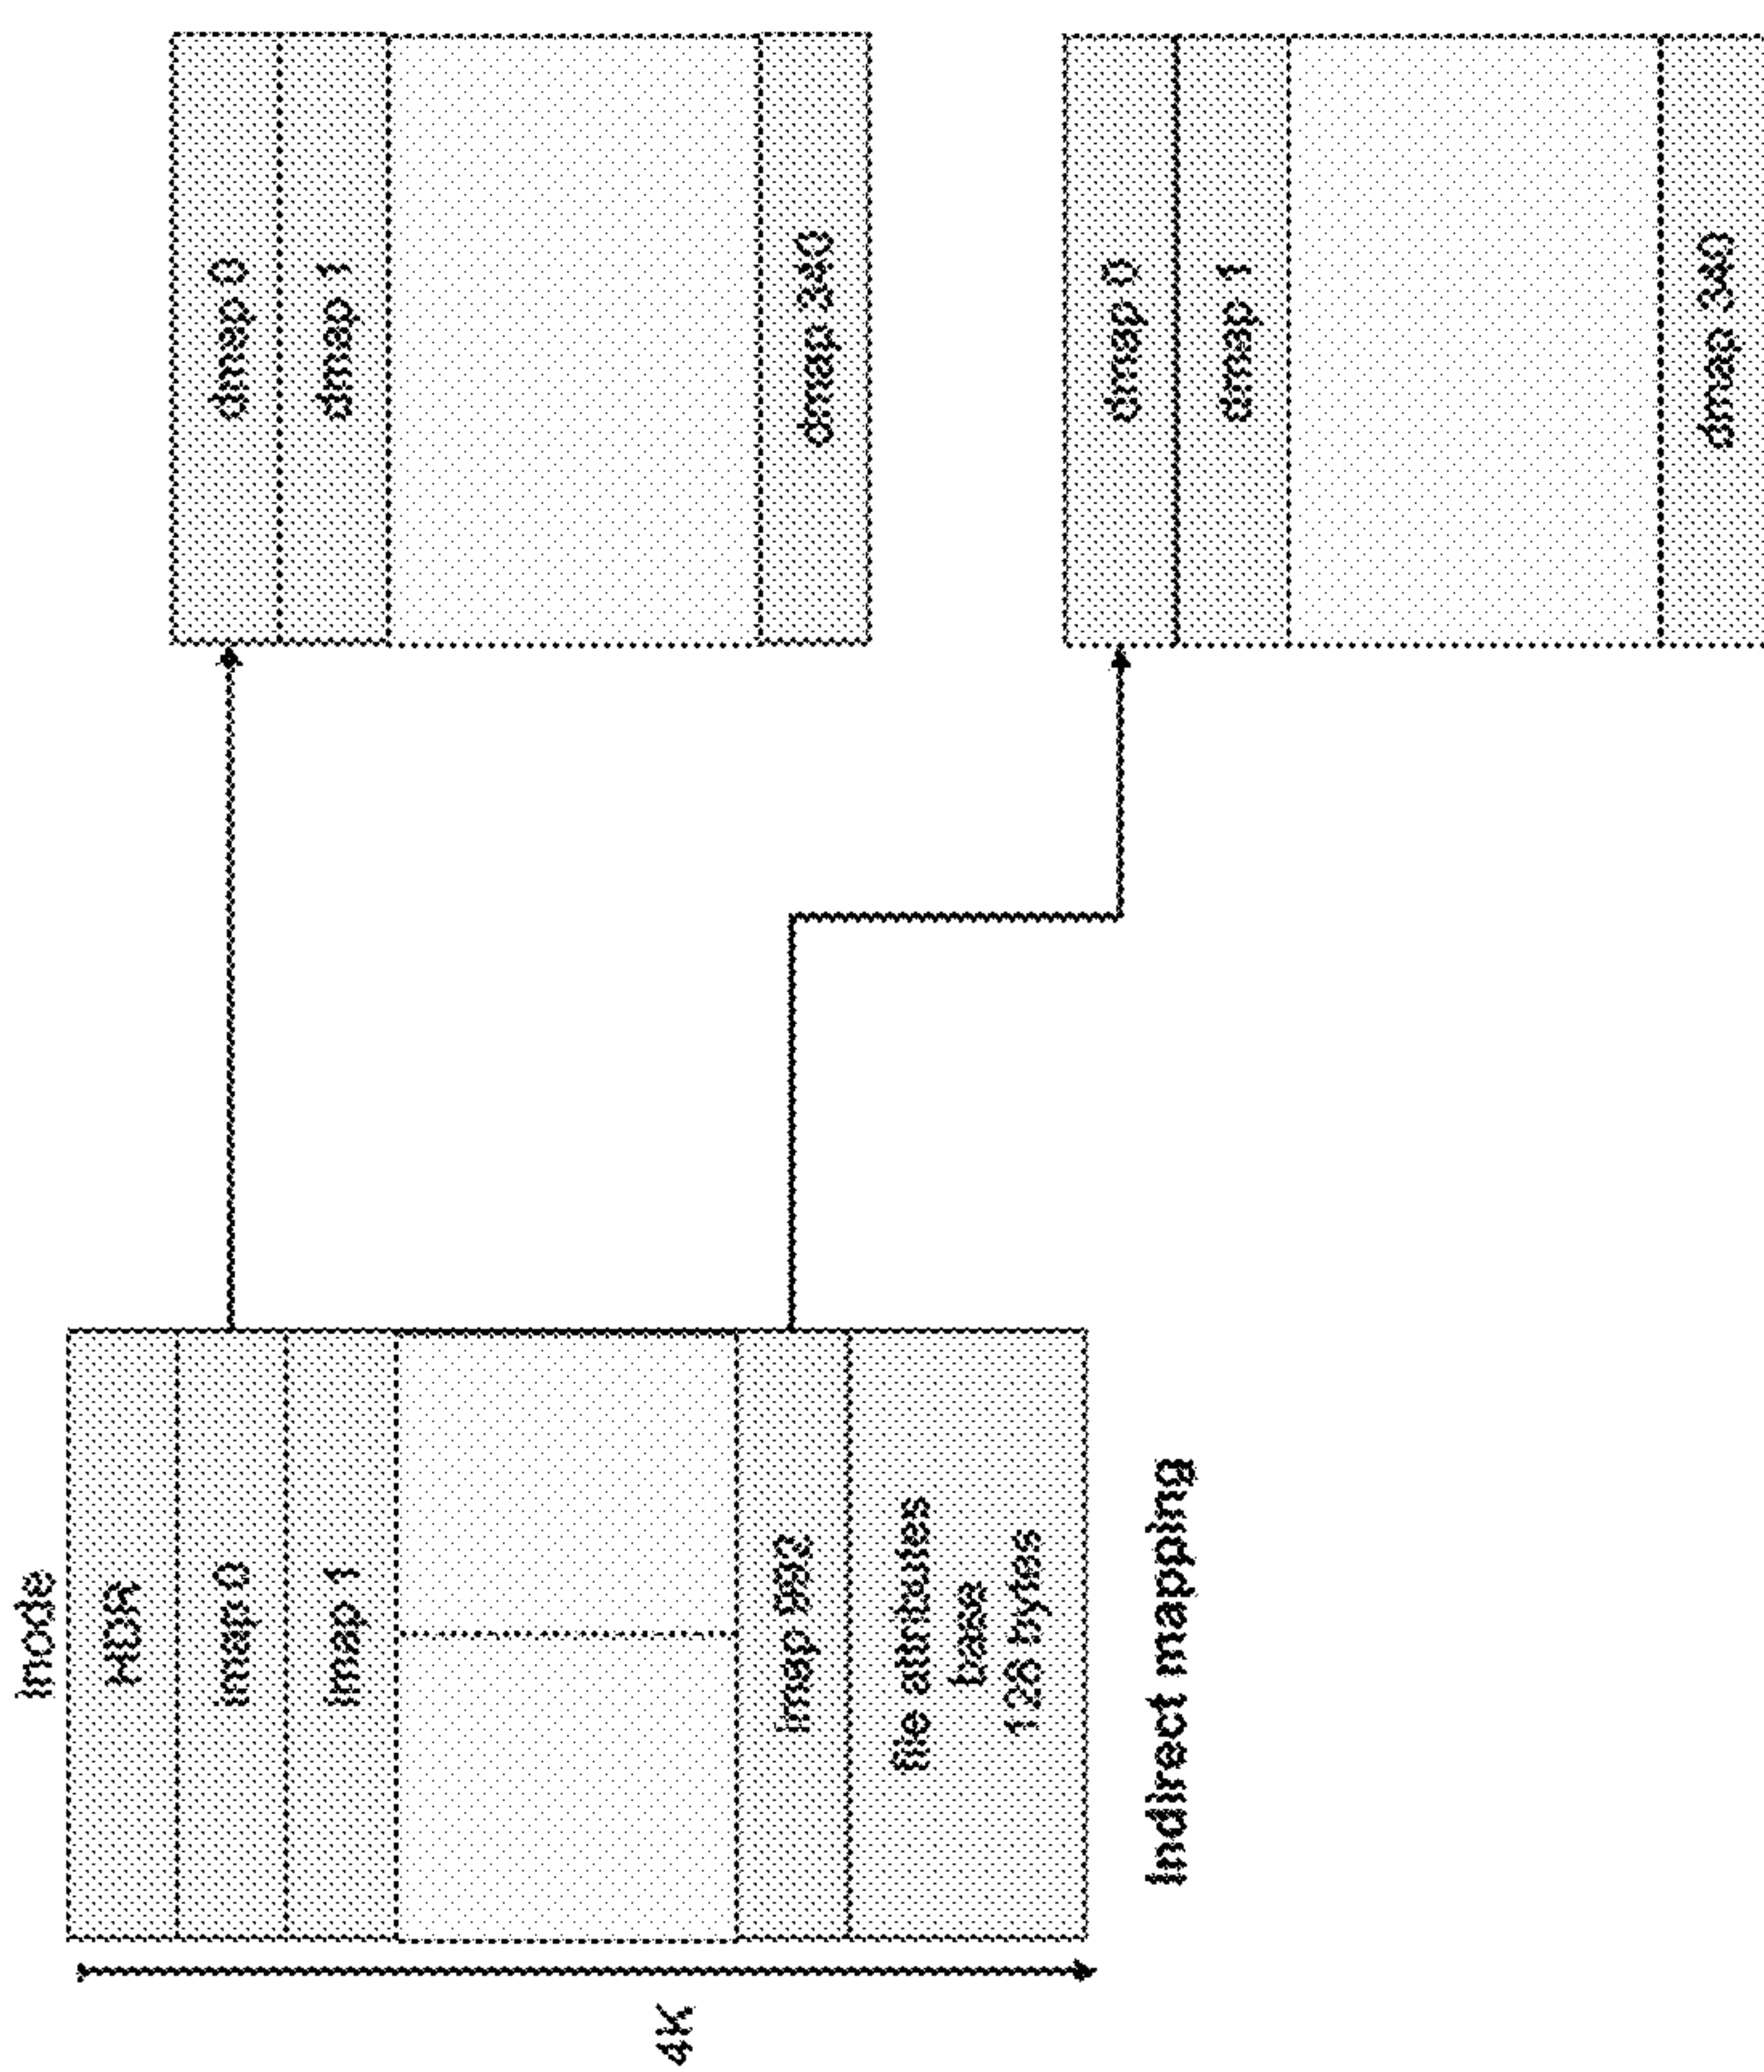 inode
HDR
imap 0
imap 1
imap 992
file attributes
base
128 bytes
4K
Indirect mapping
dmap 0
dmap 1
dmap 340
dmap 0
dmap 1
dmap 340